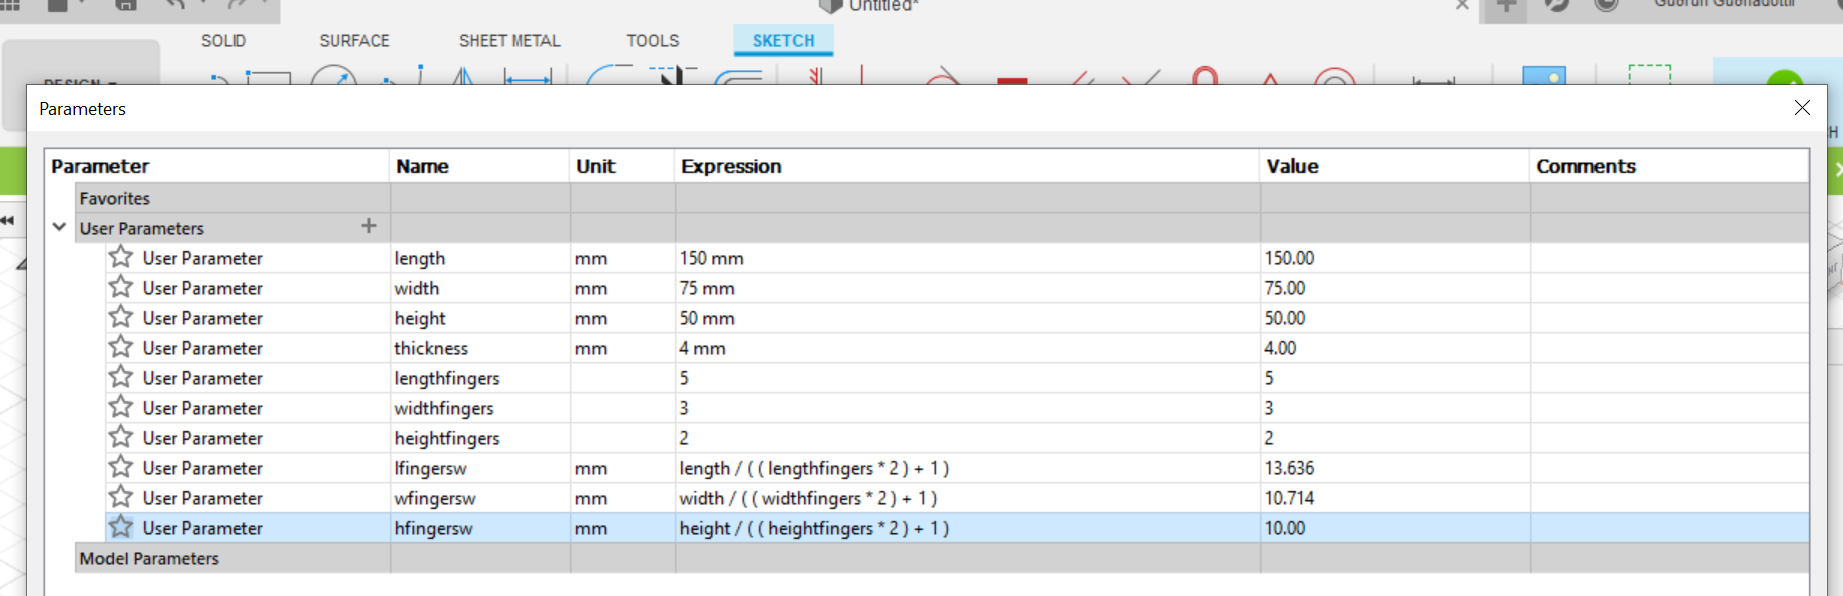 Untitled*
SOLID SURFACE SHEET METAL TOOLS SKETCH
DESIGN
Parameters
Parameter Name Unit Expression Value Comments
Favorites
User Parameters +
User Parameter length mm 150 mm 150.00
User Parameter width mm 75 mm 75.00
User Parameter height mm 50 mm 50.00
User Parameter thickness mm 4 mm 4.00
User Parameter lengthfingers 5 5
User Parameter widthfingers 3 3
User Parameter heightfingers 2 2
User Parameter lfingersw mm length / ( ( lengthfingers * 2 ) + 1 ) 13.636
User Parameter wfingersw mm width / ( ( widthfingers * 2 ) + 1 ) 10.714
User Parameter hfingersw mm height / ( ( heightfingers * 2 ) + 1 ) 10.00
Model Parameters